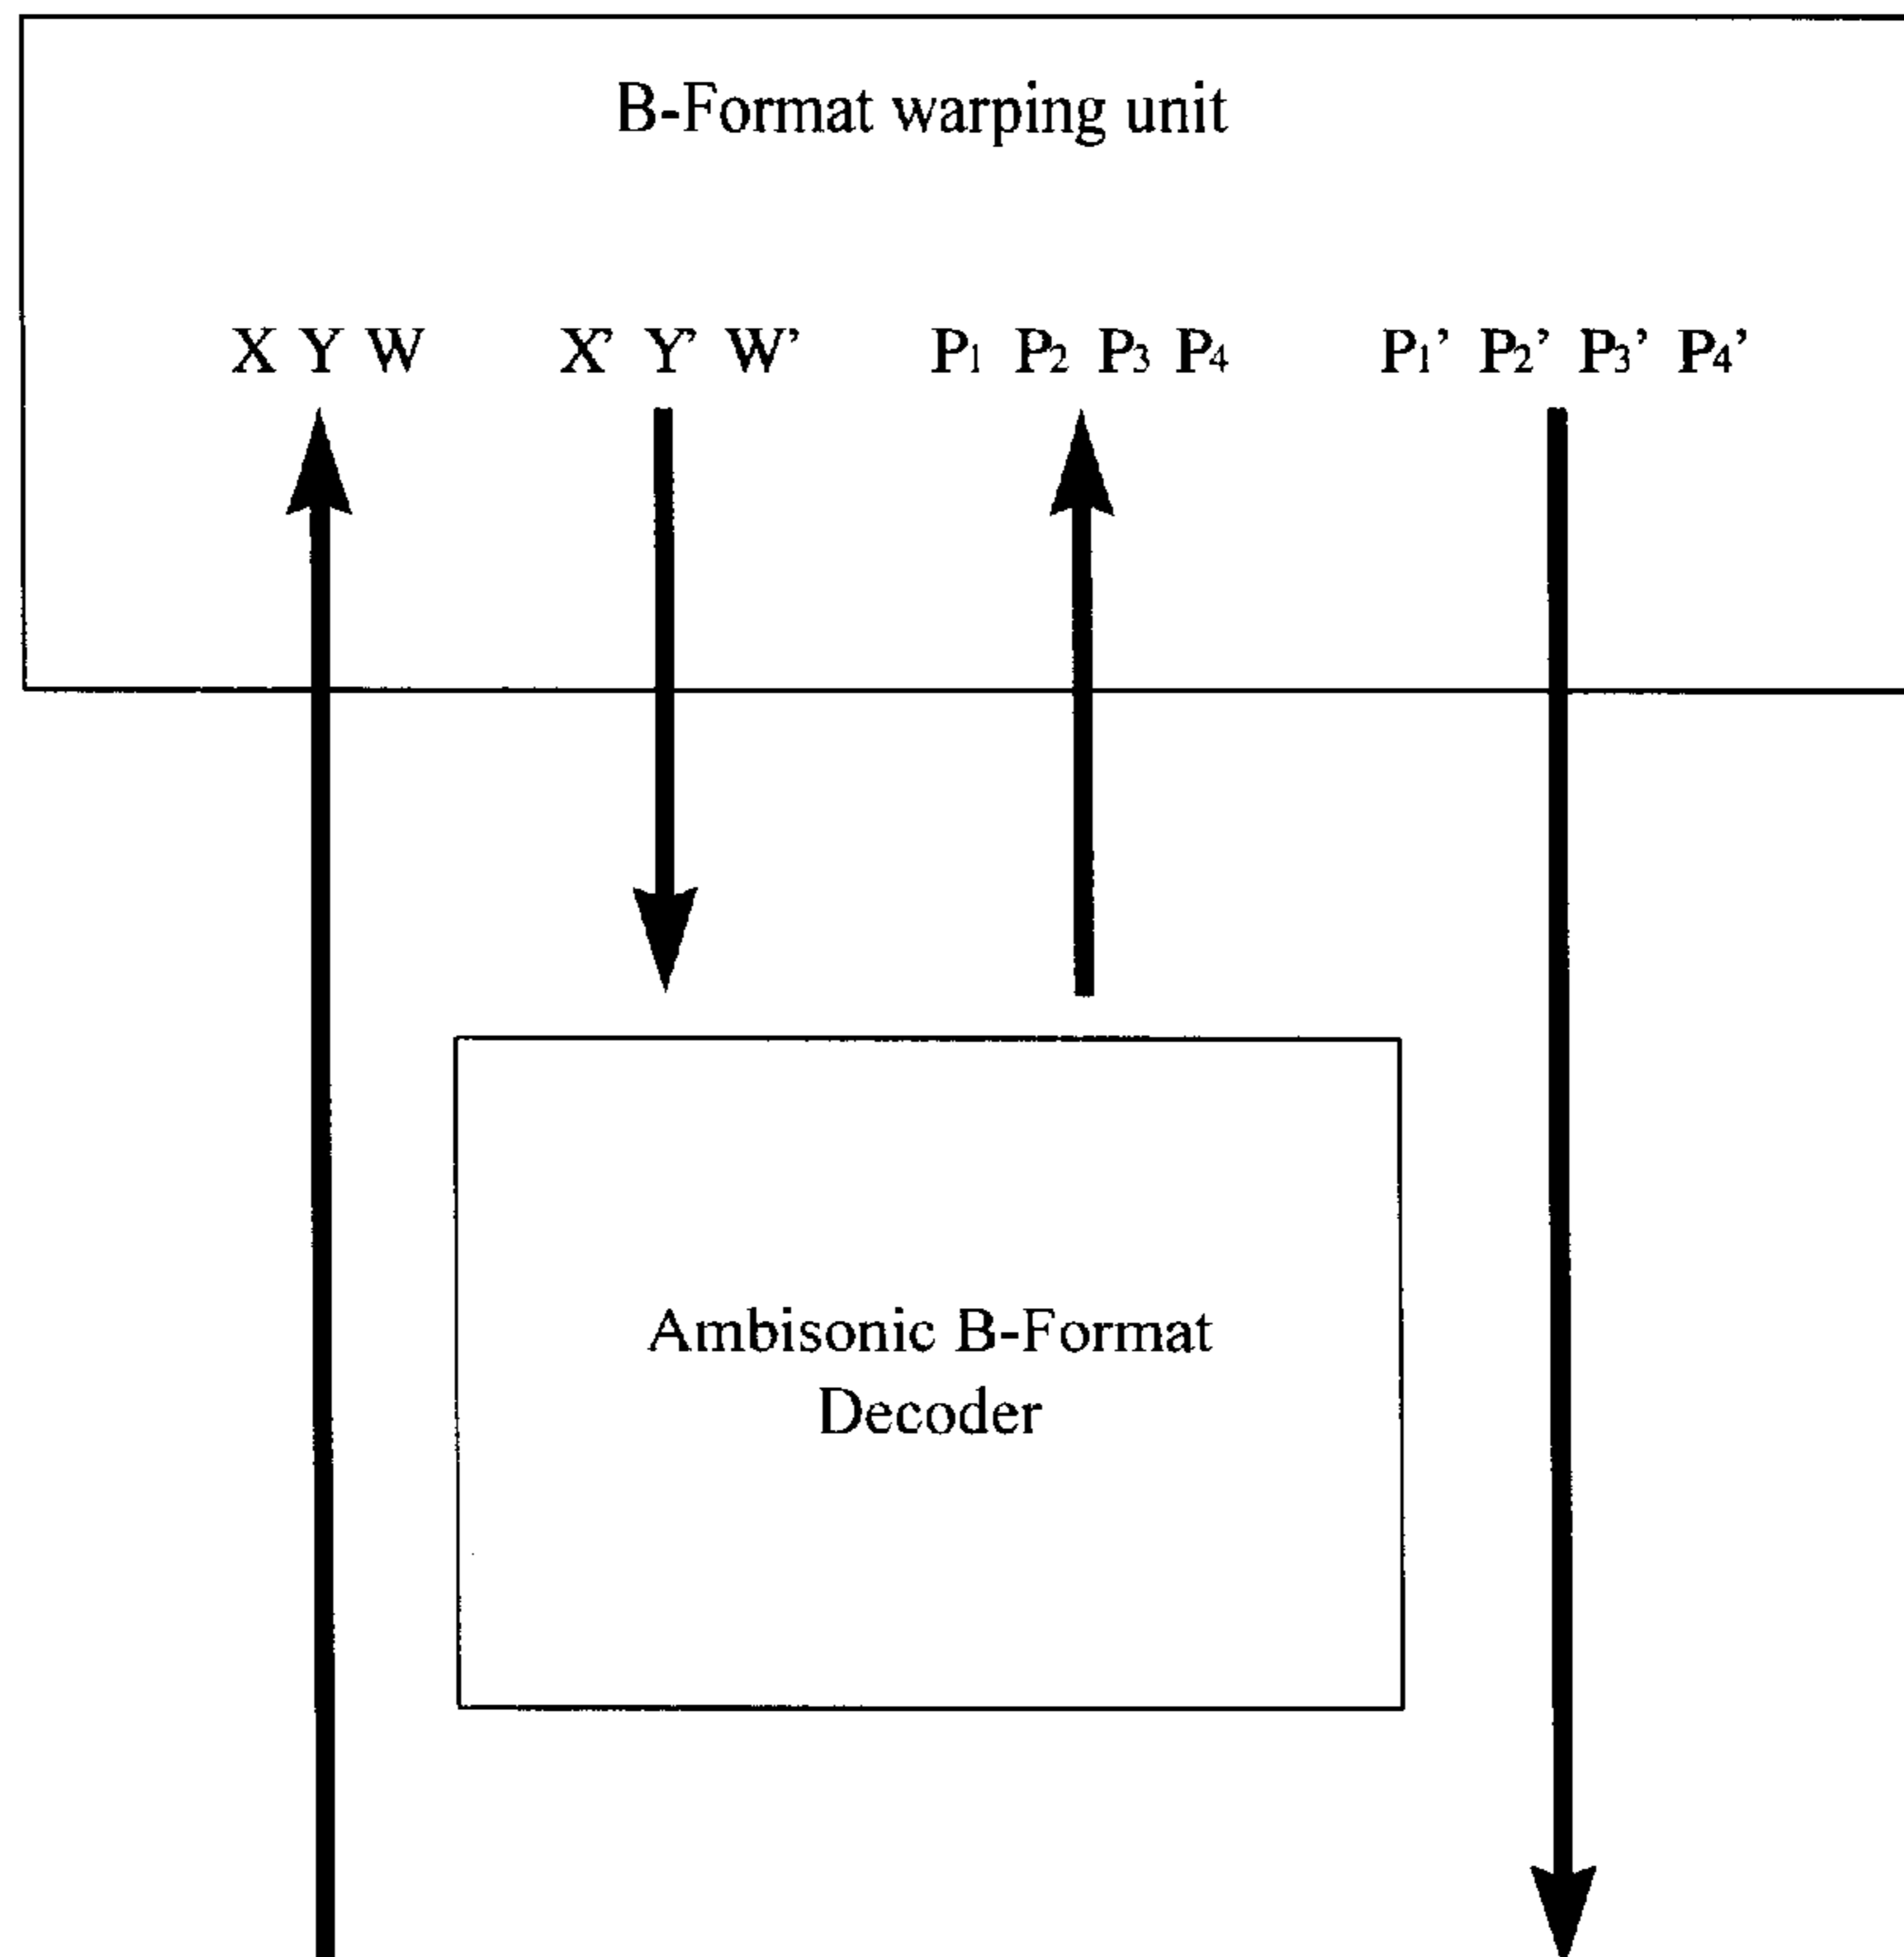 B-Format warping unit
X Y W X' Y' W' P1 P2 P3 P4 P1' P2' P3' P4'
Ambisonic B-Format
Decoder